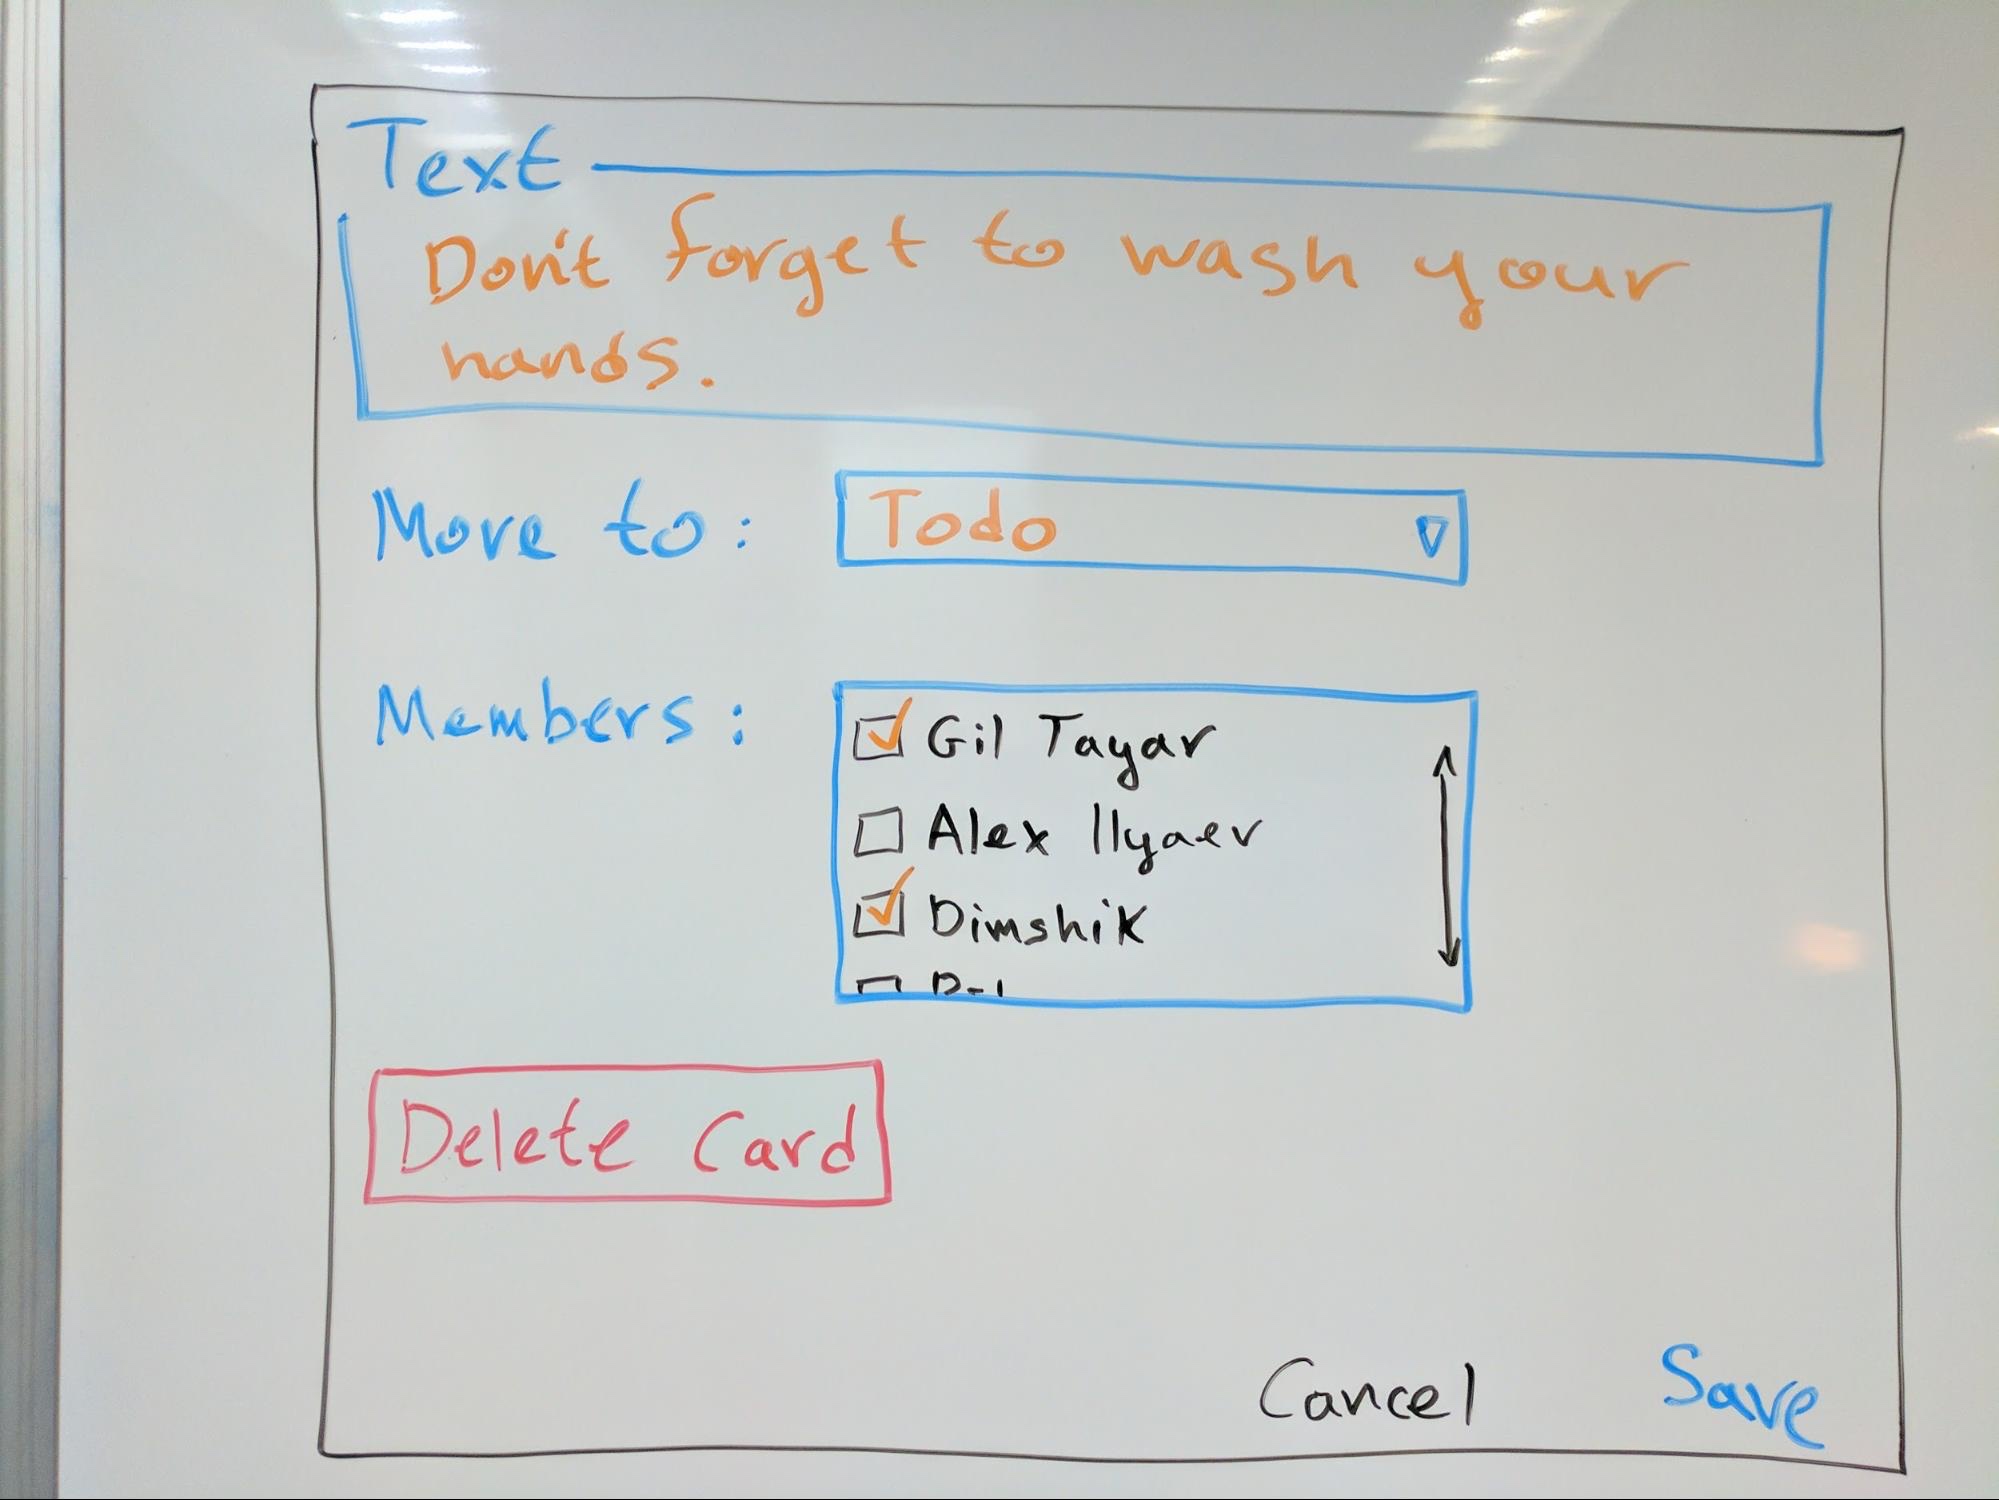 Text
Don't forget to wash your
hands.
Move to: Todo
Members:
Gil Tayar
Alex Ilyaev
Dimshik
Delete Card
Cancel Save